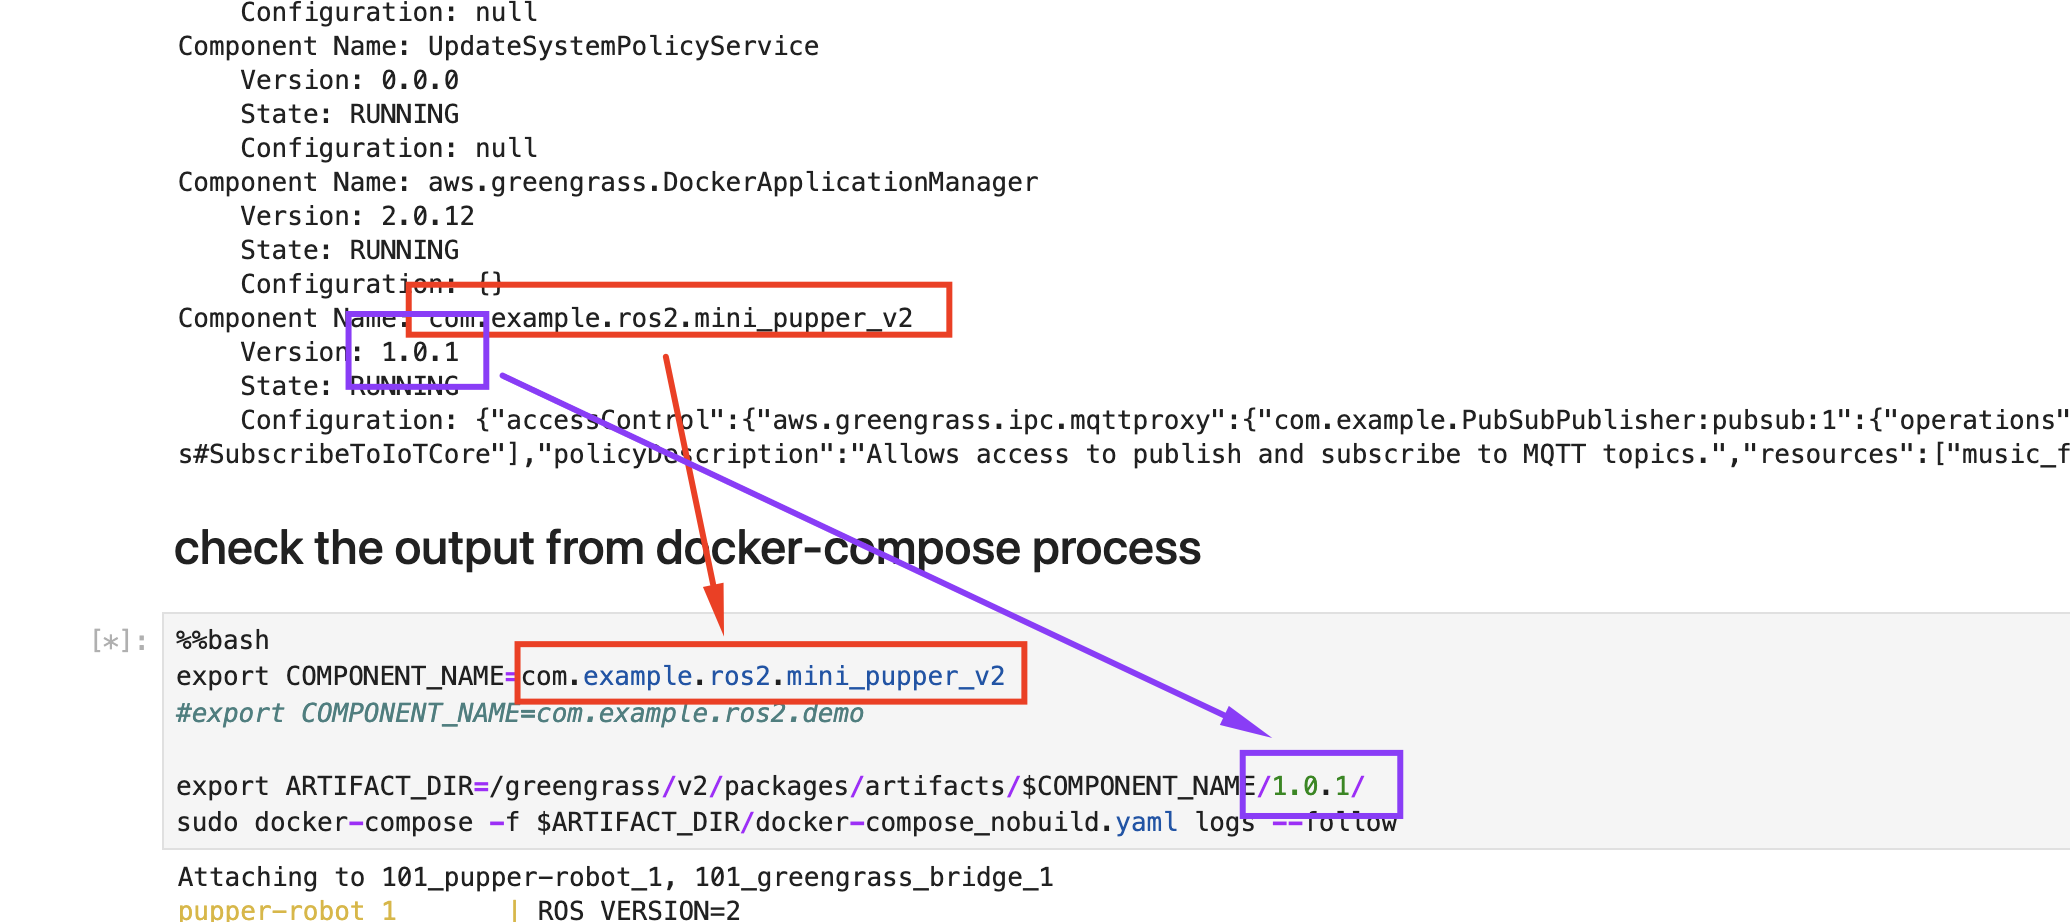 Configuration: null
Component Name: UpdateSystemPolicyService
Version: 0.0.0
State: RUNNING
Configuration: null
Component Name: aws.greengrass.DockerApplicationManager
Version: 2.0.12
State: RUNNING
Configuration: {}
Component Name: com.example.ros2.mini_pupper_v2
Version: 1.0.1
State: RUNNING
Configuration: {"accessControl":{"aws.greengrass.ipc.mqttproxy":{"com.example.PubSubPublisher:pubsub:1":{"operations"
s#SubscribeToIoTCore"],"policyDescription":"Allows access to publish and subscribe to MQTT topics.","resources":["music_f
check the output from docker-compose process
[*]: %%bash
export COMPONENT_NAME=com.example.ros2.mini_pupper_v2
#export COMPONENT_NAME=com.example.ros2.demo
export ARTIFACT_DIR=/greengrass/v2/packages/artifacts/$COMPONENT_NAME/1.0.1/
sudo docker-compose -f $ARTIFACT_DIR/docker-compose_nobuild.yaml logs --follow
Attaching to 101_pupper-robot_1, 101_greengrass_bridge_1
pupper-robot_1 | ROS_VERSION=2